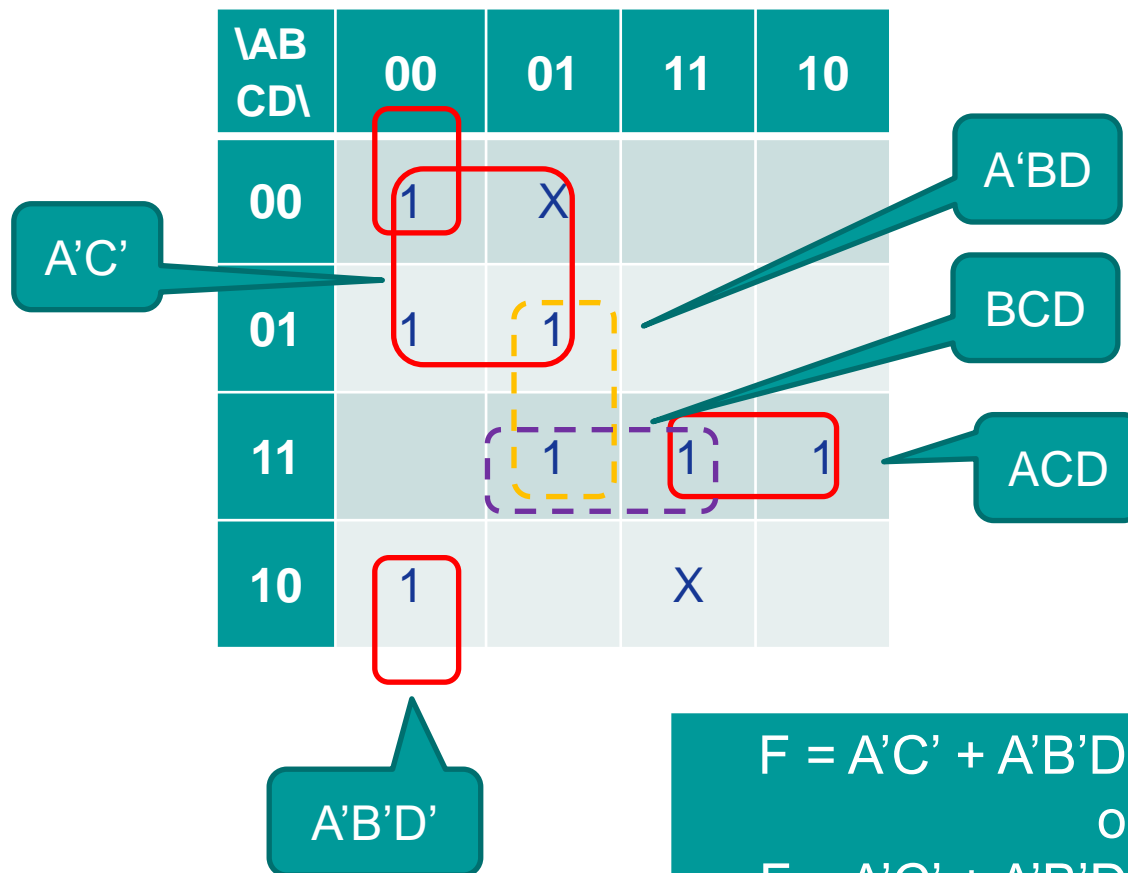 \AB
CD\
00 01 11 10
00 1 X
01 1 1
11 1 1 1
10 1 X
A'C'
A‘BD
BCD
ACD
A'B'D'
F = A'C' + A'B'D
F = A'C' + A'B'D